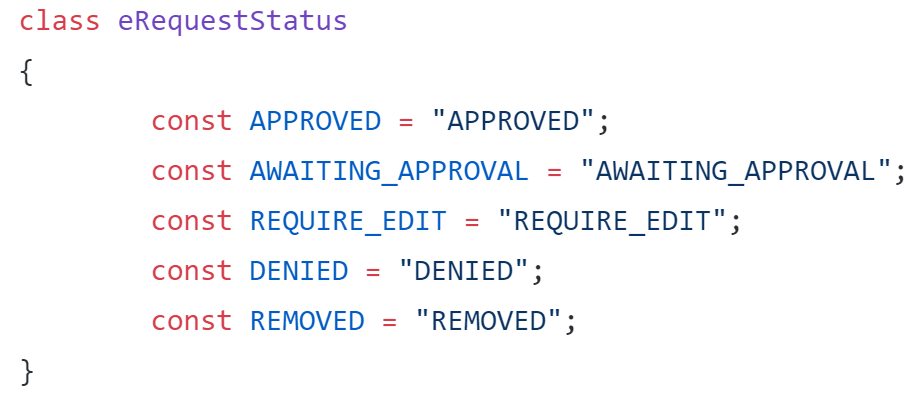 class eRequestStatus
{
        const APPROVED = "APPROVED";
        const AWAITING_APPROVAL = "AWAITING_APPROVAL";
        const REQUIRE_EDIT = "REQUIRE_EDIT";
        const DENIED = "DENIED";
        const REMOVED = "REMOVED";
}